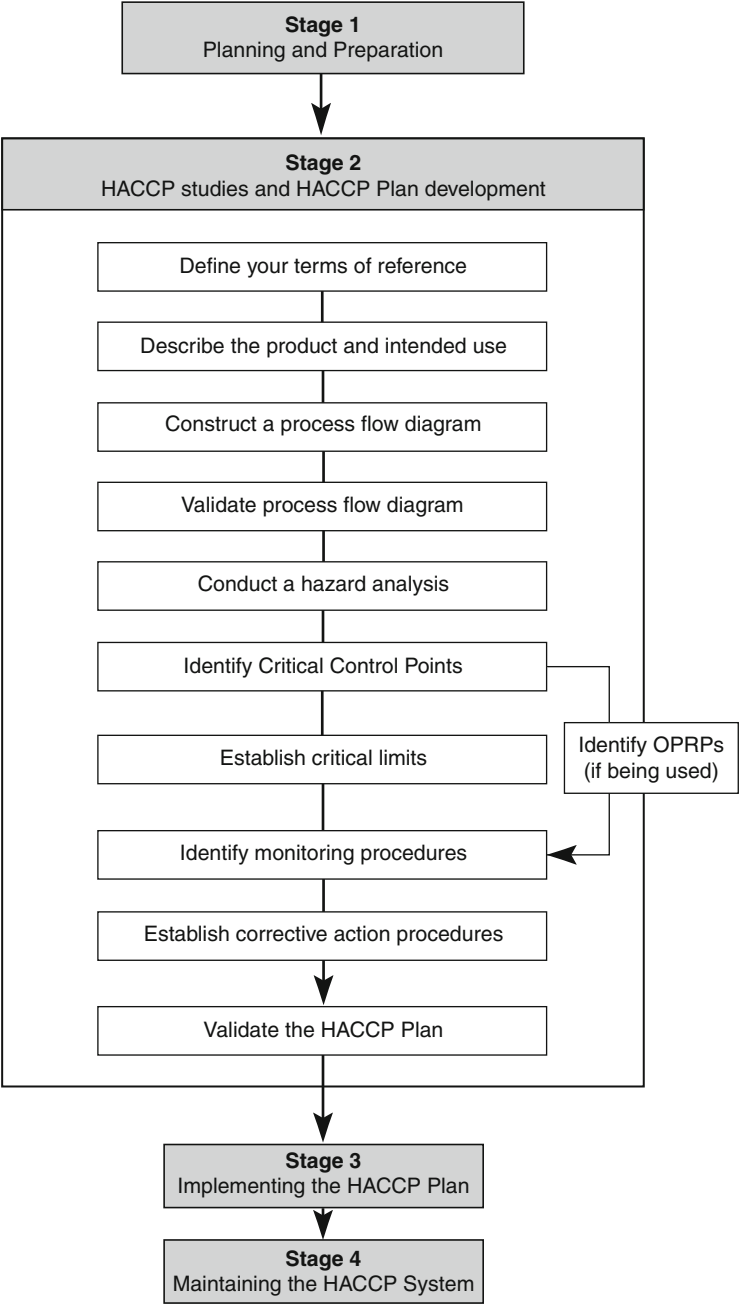 Stage 1
Planning and Preparation
Stage 2
HACCP studies and HACCP Plan development
Define your terms of reference
Describe the product and intended use
Construct a process flow diagram
Validate process flow diagram
Conduct a hazard analysis
Identify Critical Control Points
Identify OPRPs
(if being used)
Establish critical limits
Identify monitoring procedures
Establish corrective action procedures
Validate the HACCP Plan
Stage 3
Implementing the HACCP Plan
Stage 4
Maintaining the HACCP System